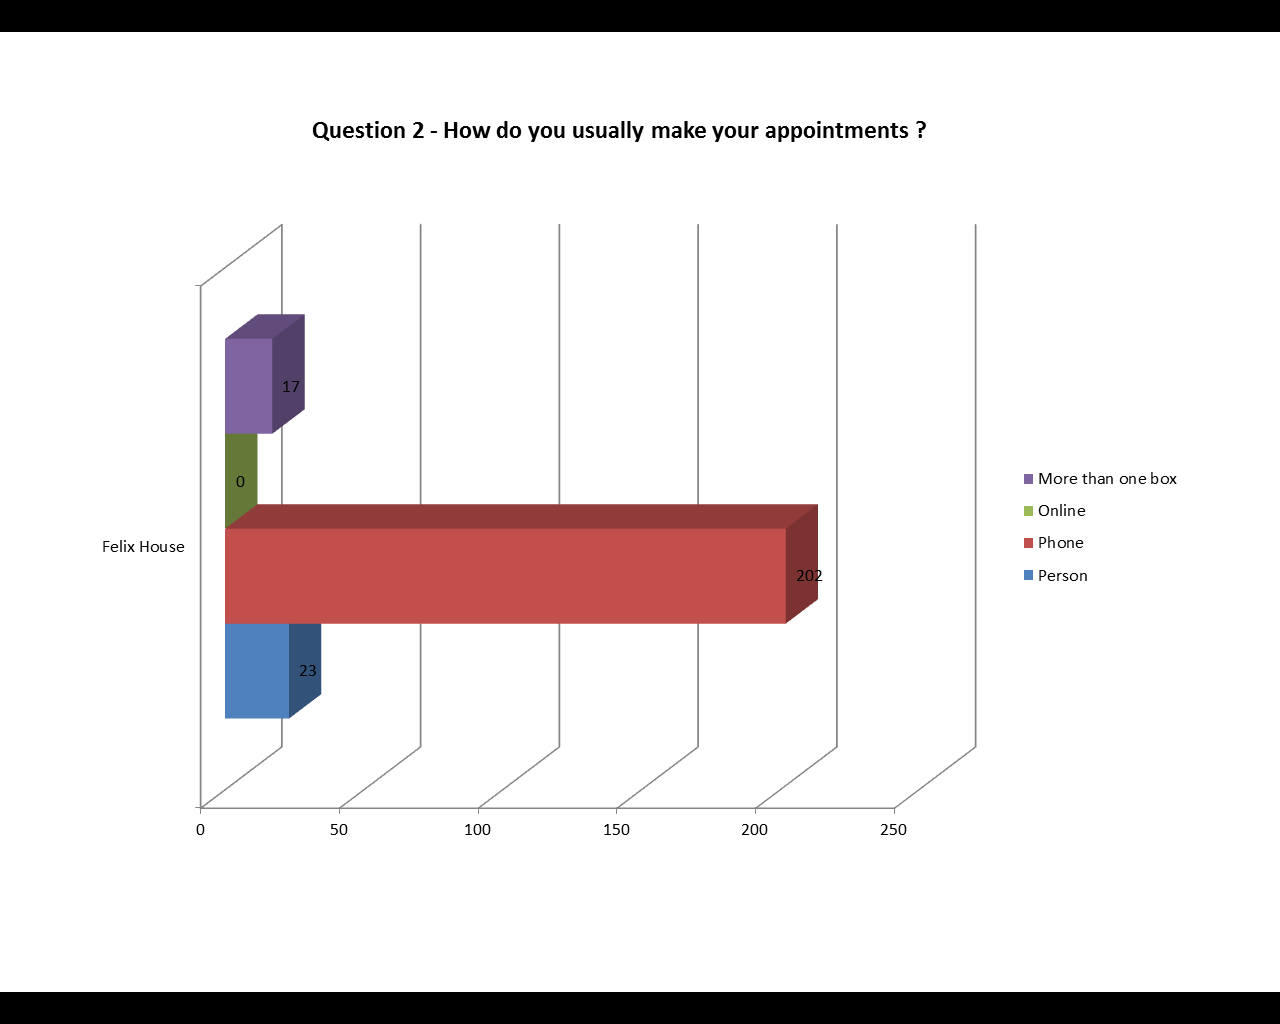 Question 2 - How do you usually make your appointments ?
17
0
202
23
Felix House
More than one box
Online
Phone
Person
0 50 100 150 200 250